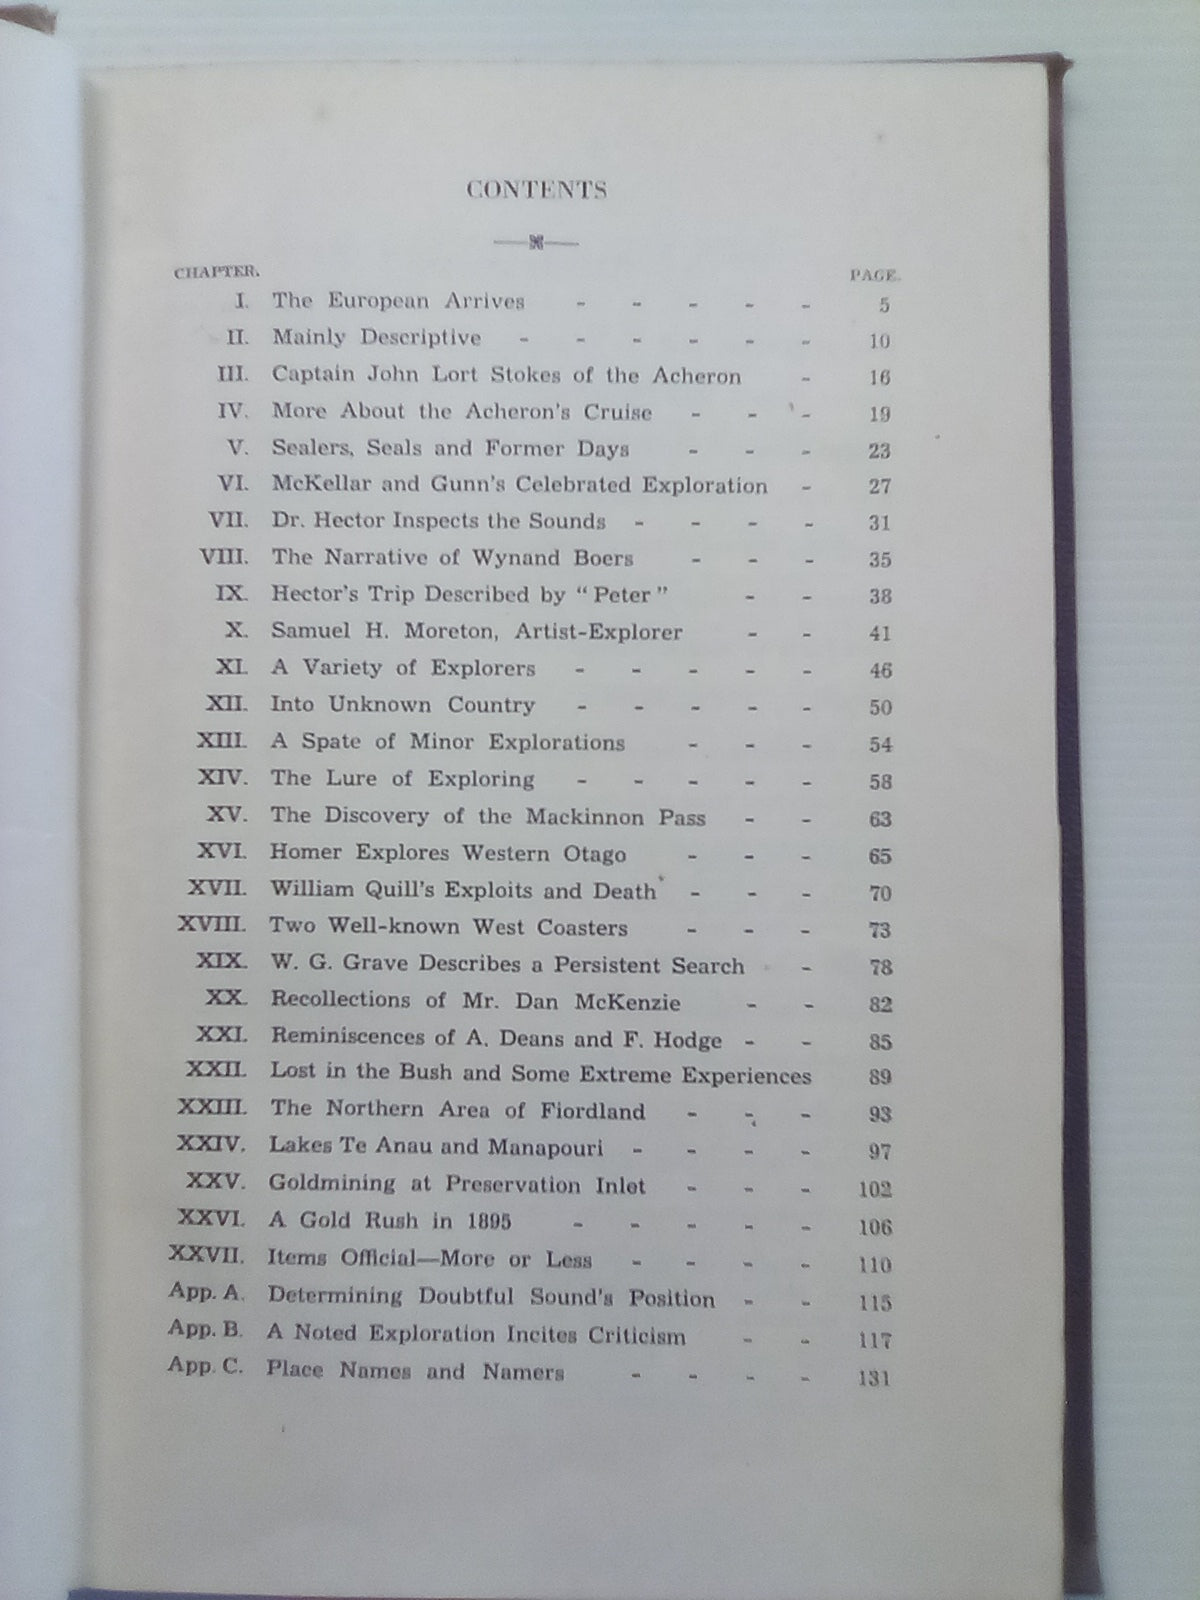 CONTENTS
CHAPTER. PAGE.
I. The European Arrives - - - - - 5
II. Mainly Descriptive - - - - - - 10
III. Captain John Lort Stokes of the Acheron - 16
IV. More About the Acheron's Cruise - - - 19
V. Sealers, Seals and Former Days - - - 23
VI. McKellar and Gunn's Celebrated Exploration - 27
VII. Dr. Hector Inspects the Sounds - - - - 31
VIII. The Narrative of Wynand Boers - - - 35
IX. Hector's Trip Described by "Peter" - - 38
X. Samuel H. Moreton, Artist-Explorer - - 41
XI. A Variety of Explorers - - - - - 46
XII. Into Unknown Country - - - - - 50
XIII. A Spate of Minor Explorations - - - 54
XIV. The Lure of Exploring - - - - - 58
XV. The Discovery of the Mackinnon Pass - - 63
XVI. Homer Explores Western Otago - - - 65
XVII. William Quill's Exploits and Death - - - 70
XVIII. Two Well-known West Coasters - - - 73
XIX. W. G. Grave Describes a Persistent Search - 78
XX. Recollections of Mr. Dan McKenzie - - 82
XXI. Reminiscences of A. Deans and F. Hodge - - 85
XXII. Lost in the Bush and Some Extreme Experiences 89
XXIII. The Northern Area of Fiordland - - - 93
XXIV. Lakes Te Anau and Manapouri - - - - 97
XXV. Goldmining at Preservation Inlet - - - 102
XXVI. A Gold Rush in 1895 - - - - - 106
XXVII. Items Official—More or Less - - - - 110
App. A. Determining Doubtful Sound's Position - - 115
App. B. A Noted Exploration Incites Criticism - - 117
App. C. Place Names and Namers - - - - 131